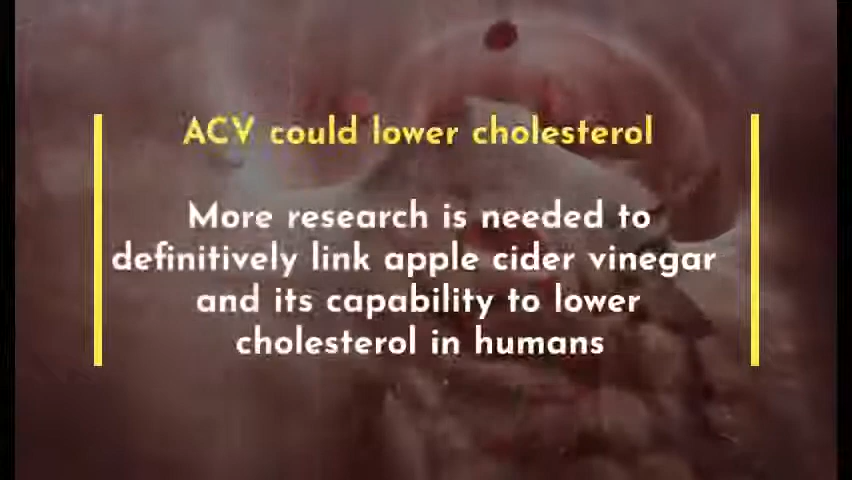 ACV could lower cholesterol
More research is needed to
definitively link apple cider vinegar
and its capability to lower
cholesterol in humans